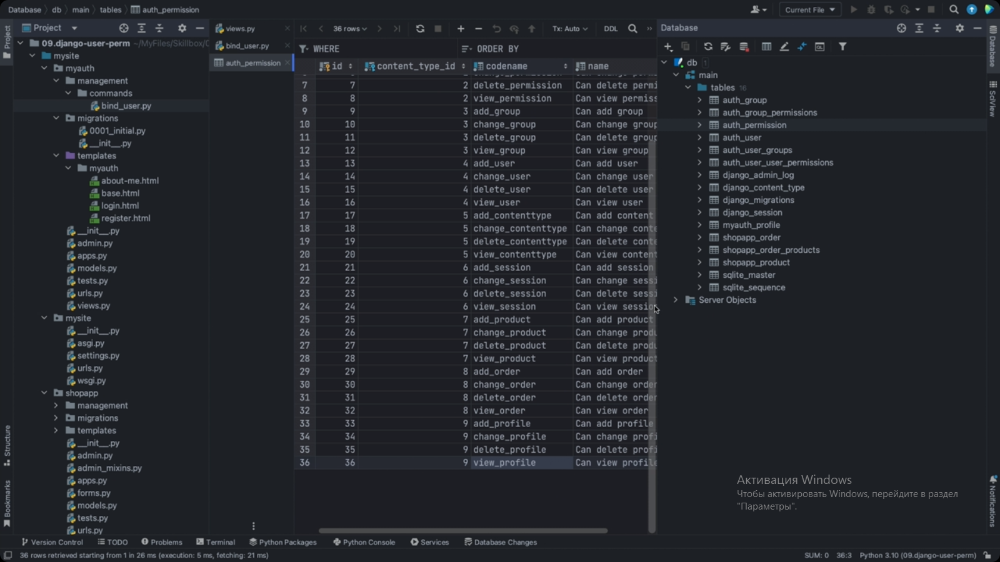 Database
db
main
tables
auth_permission
Current File
Project
Project
09.django-user-perm ~/MyFiles/Skillbox/
mysite
myauth
management
commands
bind_user.py
migrations
0001_initial.py
__init__.py
templates
myauth
about-me.html
base.html
login.html
register.html
__init__.py
admin.py
apps.py
models.py
tests.py
urls.py
views.py
mysite
__init__.py
asgi.py
settings.py
urls.py
wsgi.py
shopapp
management
migrations
templates
__init__.py
admin.py
admin_mixins.py
apps.py
forms.py
models.py
tests.py
urls.py
Structure
Bookmarks
views.py
bind_user.py
auth_permission
36 rows
Tx: Auto
DDL
WHERE
ORDER BY
id content_type_id codename name
7 7 2 delete_permission Can delete permi
8 8 2 view_permission Can view permiss
9 9 3 add_group Can add group
10 10 3 change_group Can change group
11 11 3 delete_group Can delete group
12 12 3 view_group Can view group
13 13 4 add_user Can add user
14 14 4 change_user Can change user
15 15 4 delete_user Can delete user
16 16 4 view_user Can view user
17 17 5 add_contenttype Can add content
18 18 5 change_contenttype Can change conte
19 19 5 delete_contenttype Can delete conte
20 20 5 view_contenttype Can view content
21 21 6 add_session Can add session
22 22 6 change_session Can change sessi
23 23 6 delete_session Can delete sessi
24 24 6 view_session Can view session
25 25 7 add_product Can add product
26 26 7 change_product Can change produ
27 27 7 delete_product Can delete produ
28 28 7 view_product Can view product
29 29 8 add_order Can add order
30 30 8 change_order Can change order
31 31 8 delete_order Can delete order
32 32 8 view_order Can view order
33 33 9 add_profile Can add profile
34 34 9 change_profile Can change profi
35 35 9 delete_profile Can delete profi
36 36 9 view_profile Can view profile
Database
db 1
main
tables 16
auth_group
auth_group_permissions
auth_permission
auth_user
auth_user_groups
auth_user_user_permissions
django_admin_log
django_content_type
django_migrations
django_session
myauth_profile
shopapp_order
shopapp_order_products
shopapp_product
sqlite_master
sqlite_sequence
Server Objects
Database
SciView
Notifications
Активация Windows
Чтобы активировать Windows, перейдите в раздел
"Параметры".
Version Control
TODO
Problems
Terminal
Python Packages
Python Console
Services
Database Changes
36 rows retrieved starting from 1 in 26 ms (execution: 5 ms, fetching: 21 ms)
SUM: 0
36:3
Python 3.10 (09.django-user-perm)